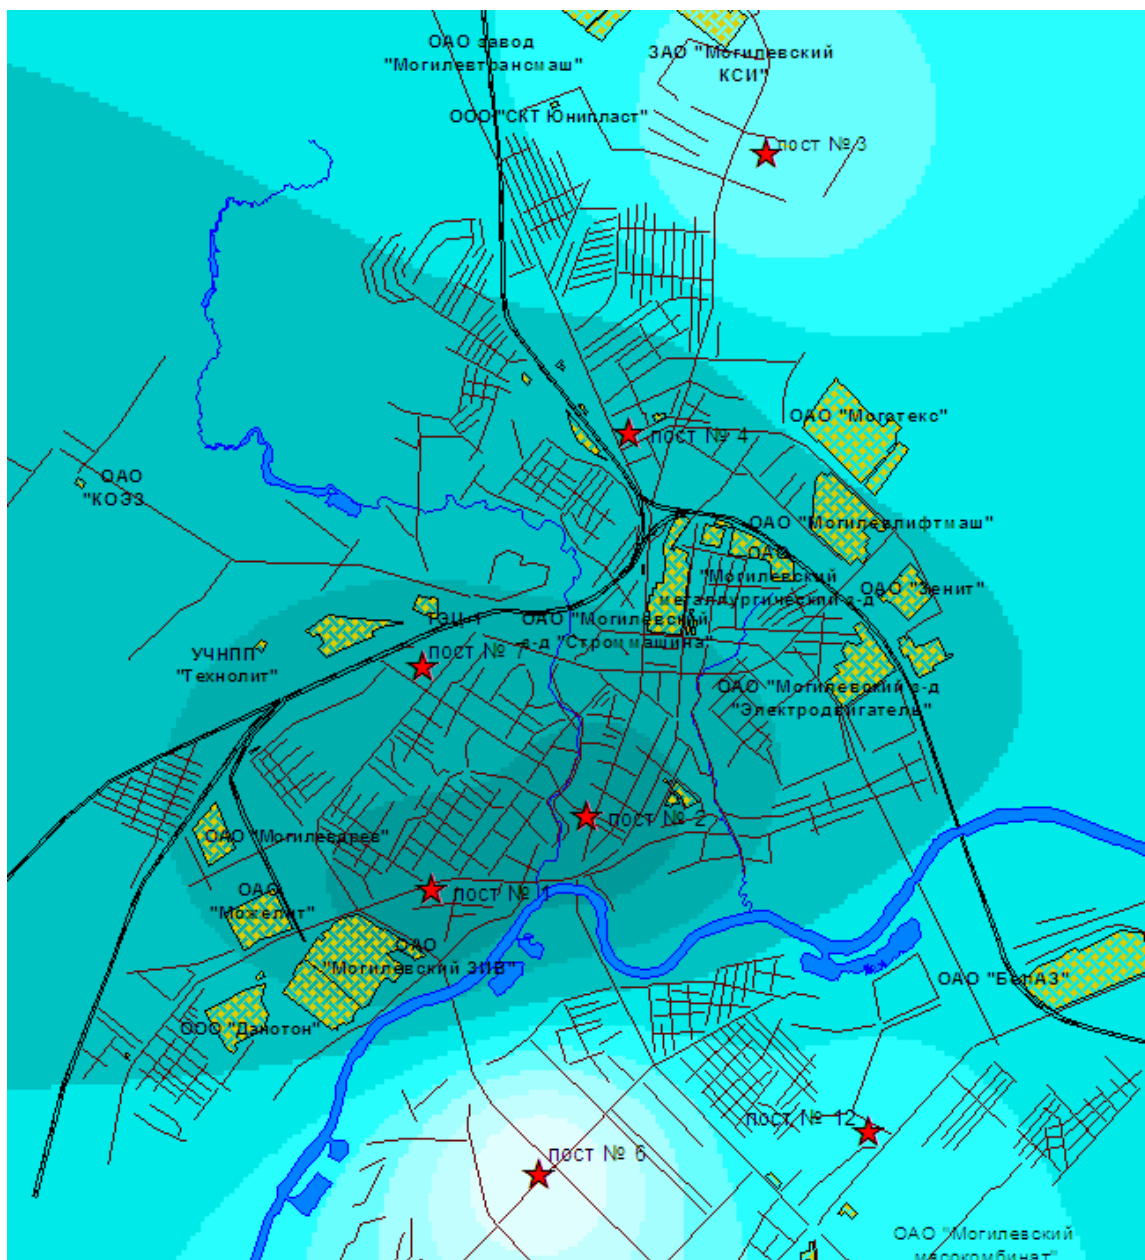 ОАО завод
"Могилевтрансмаш"
ЗАО "Могилевский
КСИ"
ООО "СКТ Юнипласт"
пост № 3
ОАО "Могатекс"
пост № 4
ОАО
"КОЭЗ
ОАО "Могилевлифтмаш"
ОАО
"Могилевский
металлургический з-д
ОАО "Зенит"
ТЭЦ-1
ОАО "Могилевский
з-д "Строммашина"
УЧНПП
"Технолит"
пост № 7
ОАО "Могилевский з-д
"Электродвигатель"
пост № 2
ОАО "Могилевдрев"
ОАО
"Можелит"
пост № 1
ОАО
"Могилевский ЗИВ"
ОАО "БелАЗ"
ООО "Данотон"
пост № 12
пост № 6
ОАО "Могилевский
мясокомбинат"